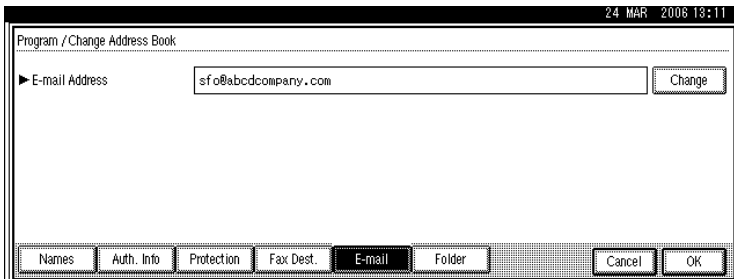 24 MAR 2006 13:11
Program / Change Address Book
►E-mail Address sfo@abcdcompany.com Change
Names Auth. Info Protection Fax Dest. E-mail Folder Cancel OK